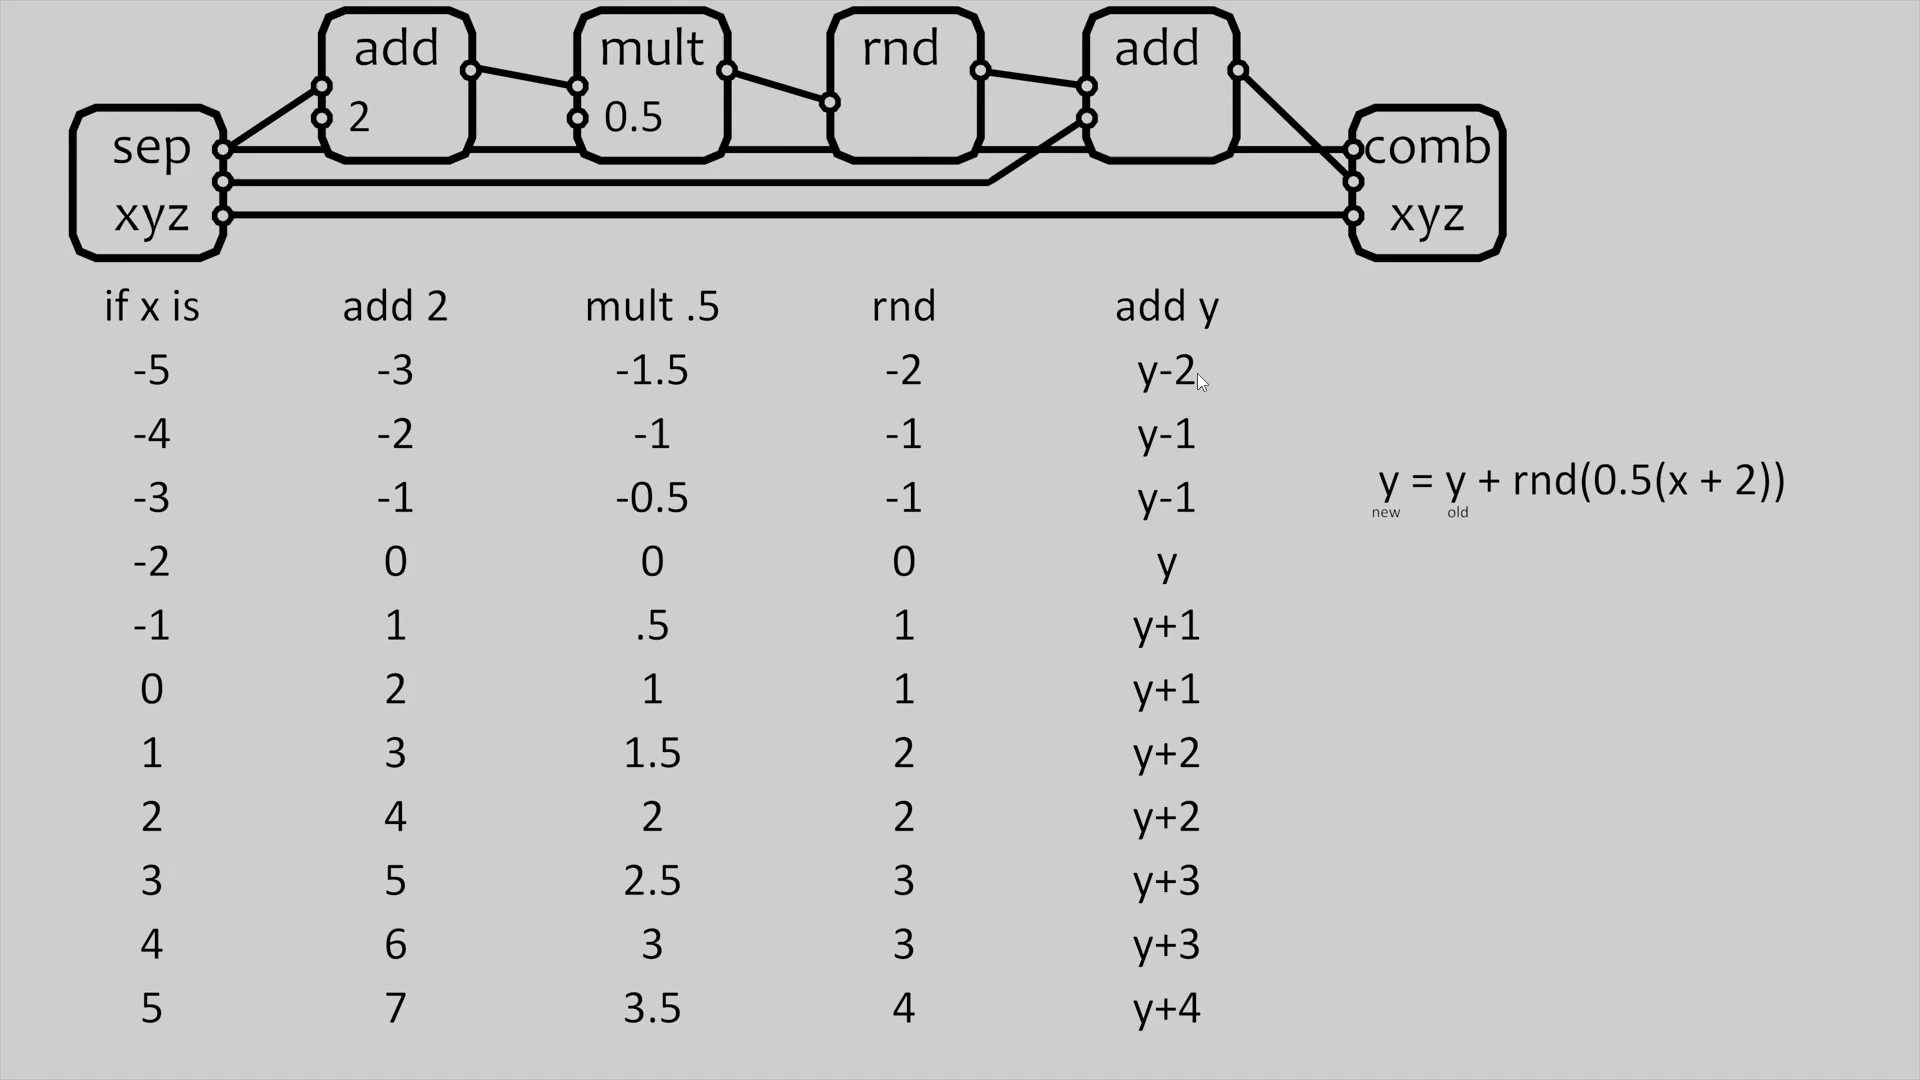 add mult rnd add
2 0.5
sep comb
xyz xyz
if x is add 2 mult .5 rnd add y
-5 -3 -1.5 -2 y-2
-4 -2 -1 -1 y-1
-3 -1 -0.5 -1 y-1
-2 0 0 0 y
-1 1 .5 1 y+1
0 2 1 1 y+1
1 3 1.5 2 y+2
2 4 2 2 y+2
3 5 2.5 3 y+3
4 6 3 3 y+3
5 7 3.5 4 y+4
y = y + rnd(0.5(x + 2))
new old